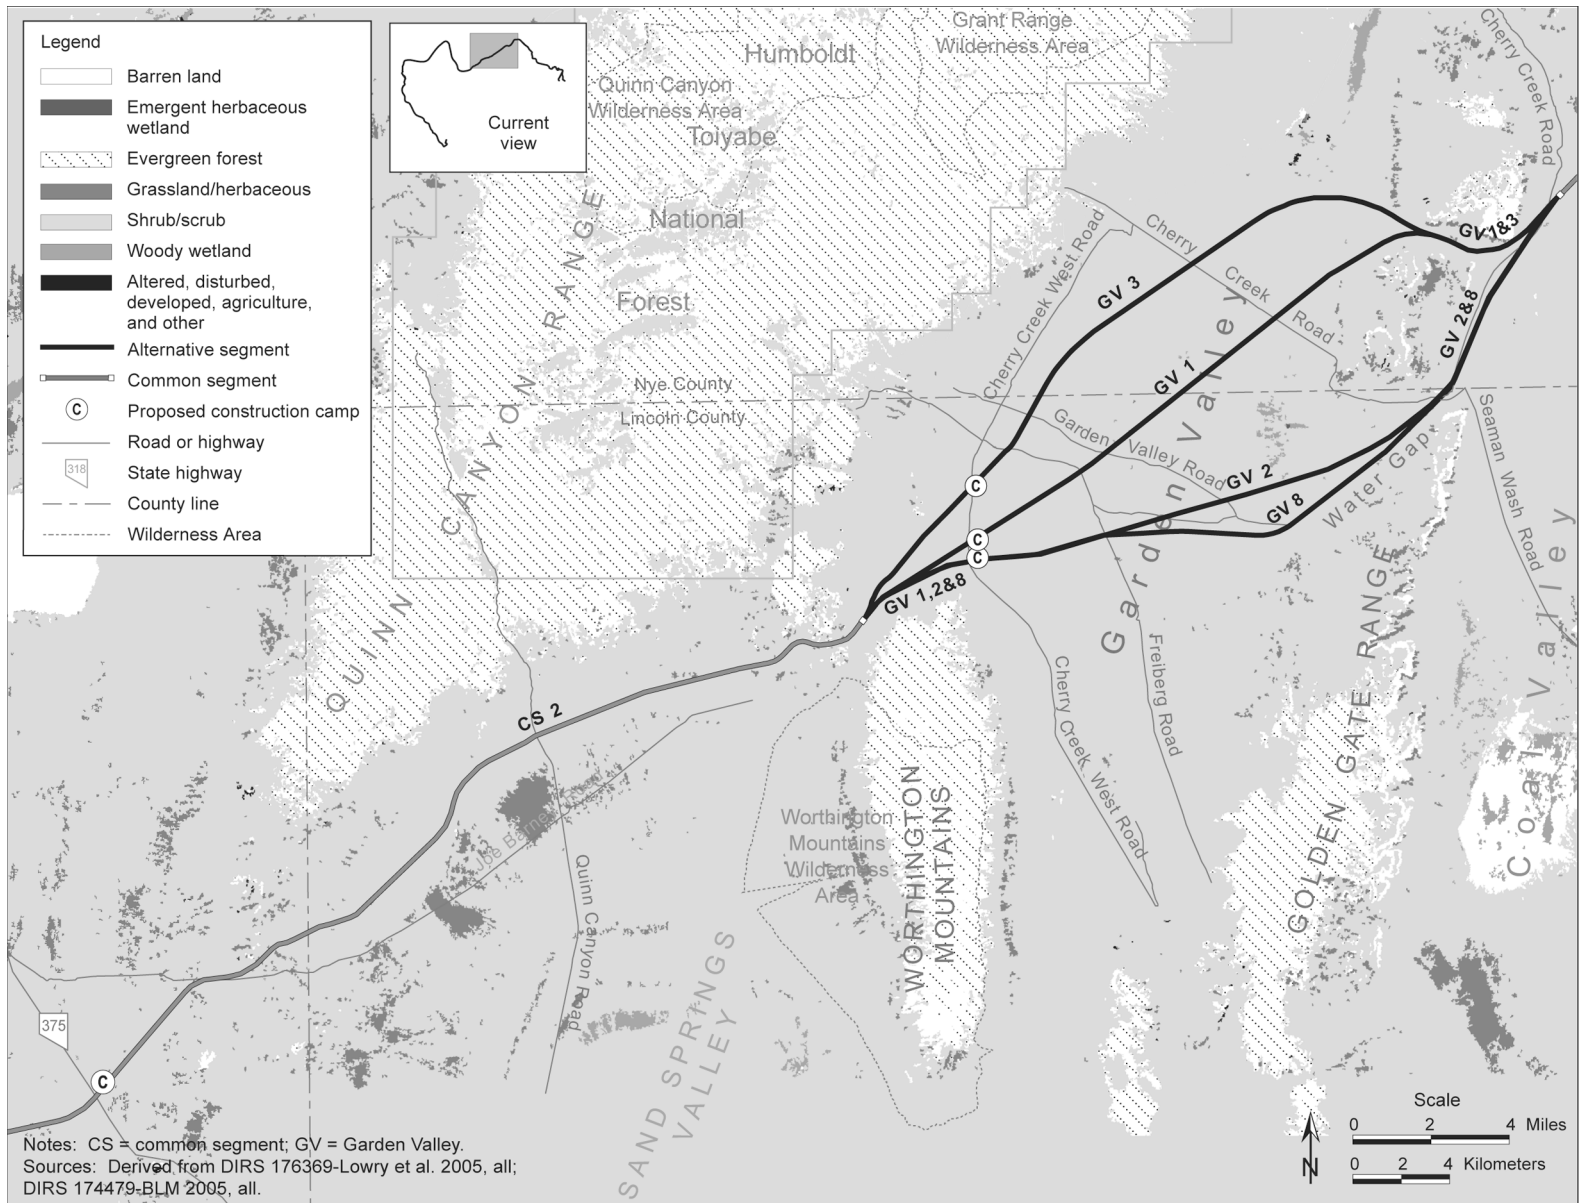 Legend
Barren land
Emergent herbaceous
wetland
Evergreen forest
Grassland/herbaceous
Shrub/scrub
Woody wetland
Altered, disturbed,
developed, agriculture,
and other
Alternative segment
Common segment
C
Proposed construction camp
Road or highway
318
State highway
County line
Wilderness Area
Current
view
Grant Range
Wilderness Area
Humboldt
Quinn Canyon
Wilderness Area
Toiyabe
National
Forest
QUINN CANYON RANGE
Nye County
Lincoln County
Cherry Creek Road
Cherry Creek West Road
Cherry Creek Road
GV 3
GV 1
GV 1&3
GV 2&8
GV 2
GV 8
GV 1,2&8
C
C
C
Garden Valley Road
Garden Valley
Water Gap
Seaman Wash Road
Coal Valley
Freiberg Road
Cherry Creek West Road
GOLDEN GATE RANGE
CS 2
Joe Barney
Quinn Canyon Road
Worthington
Mountains
Wilderness
Area
WORTHINGTON
MOUNTAINS
SAND SPRINGS
VALLEY
375
C
Scale
0 2 4 Miles
0 2 4 Kilometers
N
Notes: CS = common segment; GV = Garden Valley.
Sources: Derived from DIRS 176369-Lowry et al. 2005, all;
DIRS 174479-BLM 2005, all.